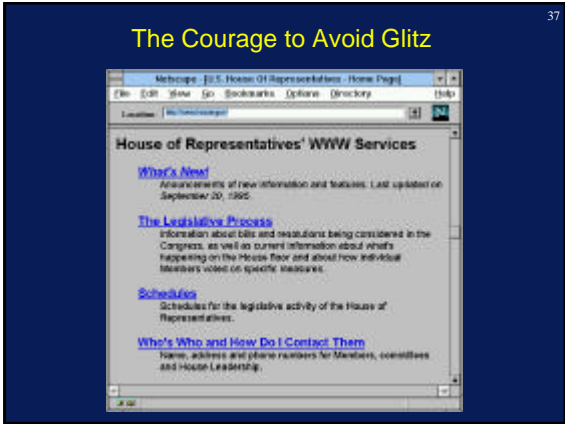 37
The Courage to Avoid Glitz
Netscape - [U.S. House Of Representatives - Home Page]
File Edit View Go Bookmarks Options Directory Help
Location:
House of Representatives' WWW Services
What's New!
Announcements of new information and features. Last updated on
September 20, 1995.
The Legislative Process
Information about bills and resolutions being considered in the
Congress, as well as current information about what's
happening on the House floor and about how individual
Members voted on specific measures.
Schedules
Schedules for the legislative activity of the House of
Representatives.
Who's Who and How Do I Contact Them
Name, address and phone numbers for Members, committees
and House Leadership.